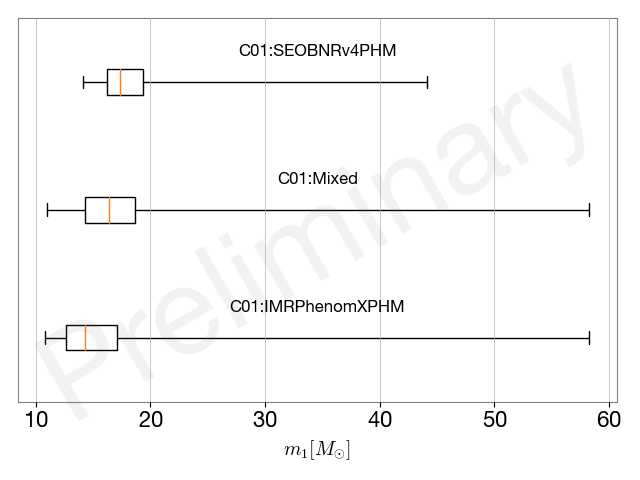 C01:SEOBNRv4PHM
C01:Mixed
C01:IMRPhenomXPHM
Preliminary
10 20 30 40 50 60
m₁[M☉]